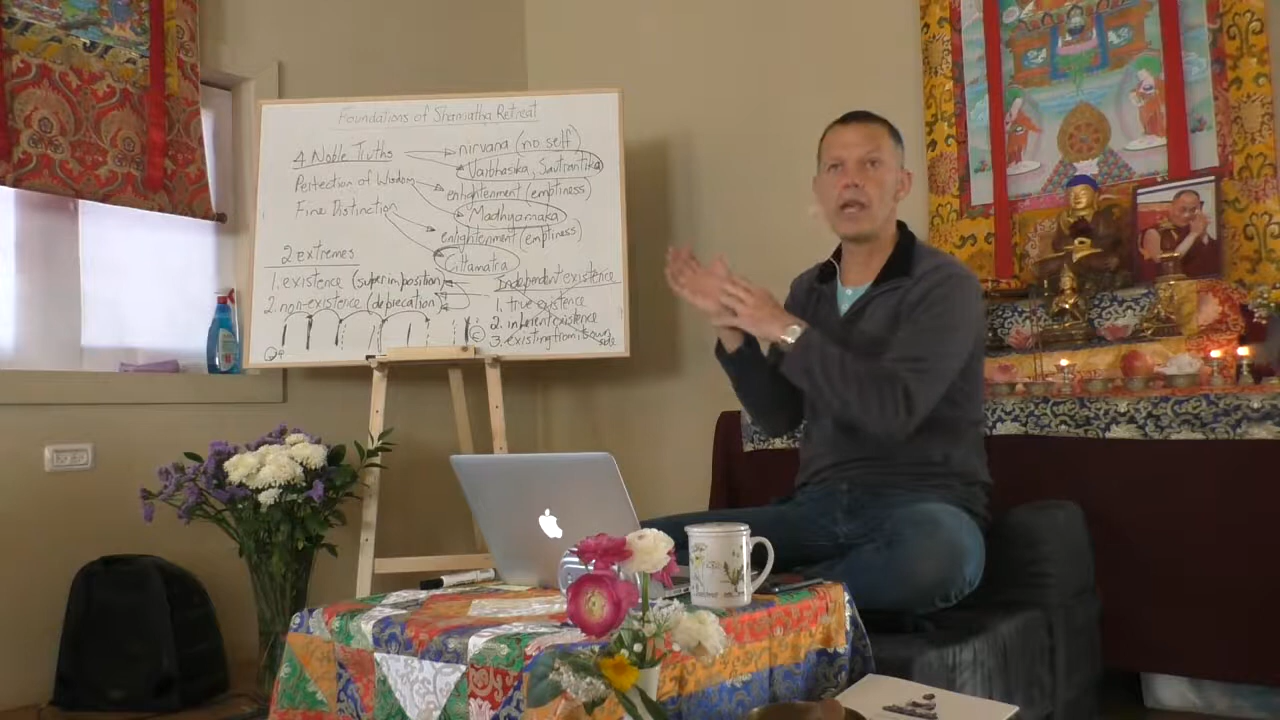 Foundations of Shamatha Retreat
4 Noble Truths
nirvana (no self)
Vaibhasika, Sautrantika
Perfection of Wisdom
enlightenment (emptiness)
Madhyamaka
Fine Distinction
enlightenment (emptiness)
Cittamatra
2 extremes
1. existence (superimposition)
2. non-existence (deprecation)
Independent existence
1. true existence
2. inherent existence
3. existing from its own side